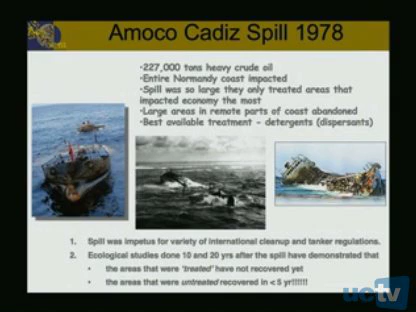 Amoco Cadiz Spill 1978
•227,000 tons heavy crude oil
•Entire Normandy coast impacted
•Spill was so large they only treated areas that
impacted economy the most
•Large areas in remote parts of coast abandoned
•Best available treatment - detergents (dispersants)
1. Spill was impetus for variety of international cleanup and tanker regulations.
2. Ecological studies done 10 and 20 yrs after the spill have demonstrated that
• the areas that were 'treated' have not recovered yet
• the areas that were untreated recovered in < 5 yr!!!!!!
uctv